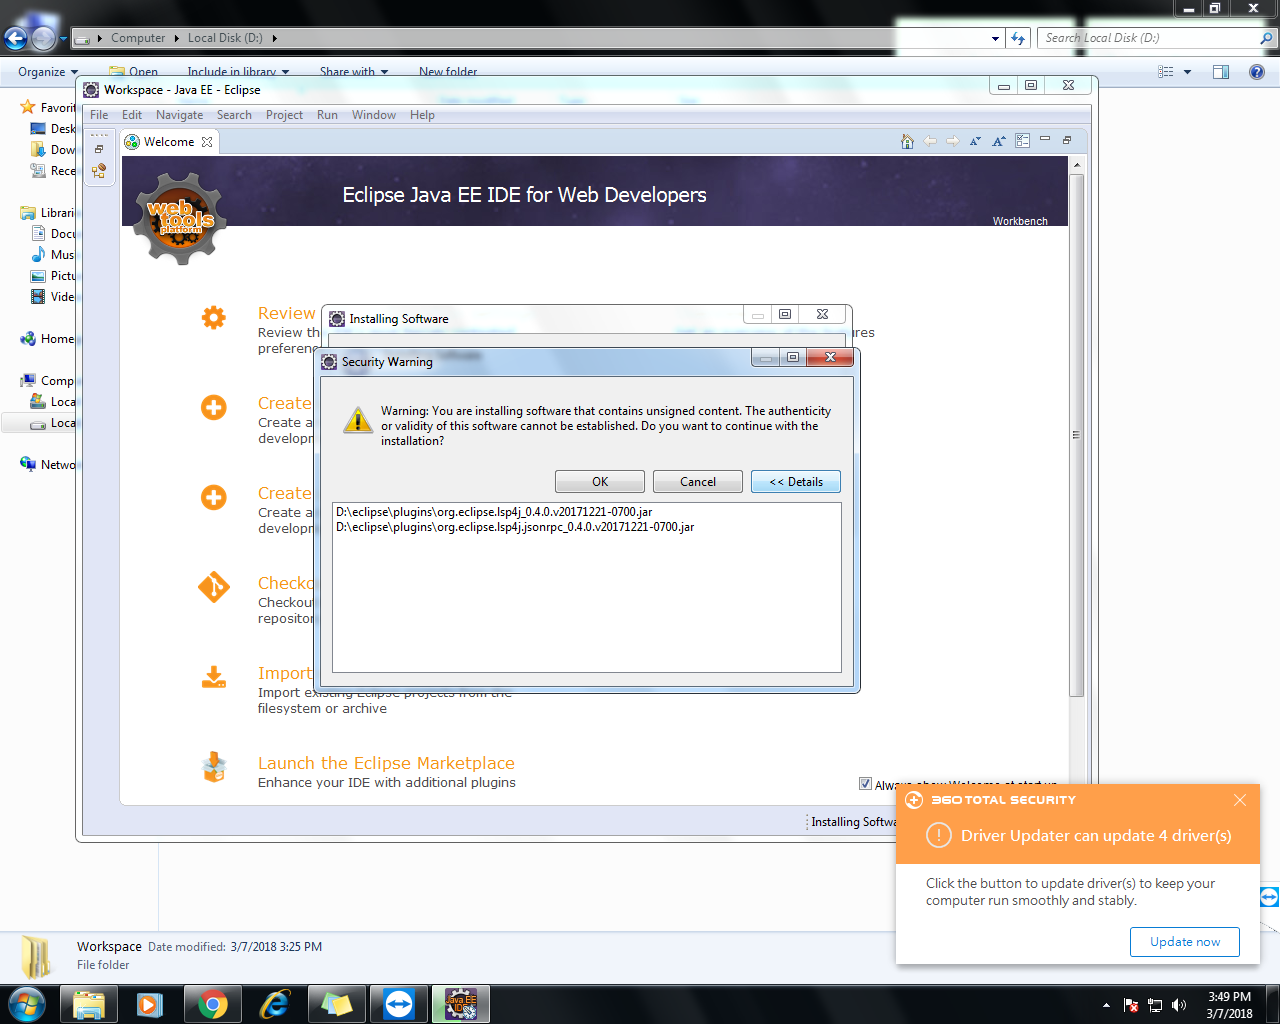 Computer
Local Disk (D:)
Search Local Disk (D:)
Organize
Open
Include in library
Share with
New folder
Workspace - Java EE - Eclipse
File Edit Navigate Search Project Run Window Help
Welcome
Eclipse Java EE IDE for Web Developers
Workbench
web
tools
platform
Favorit
Desk
Dow
Rece
Librari
Docu
Mus
Pictu
Vide
Home
Comp
Loca
Loca
Netwo
Review
Review th
preferenc
res
Create
Create a
developm
Create
Create a
developm
Checko
Checkou
reposito
Import
Import existing Eclipse projects from the
filesystem or archive
Launch the Eclipse Marketplace
Enhance your IDE with additional plugins
Always show Welcome at start up
Installing Softwa
Installing Software
Security Warning
Warning: You are installing software that contains unsigned content. The authenticity
or validity of this software cannot be established. Do you want to continue with the
installation?
OK
Cancel
<< Details
D:\eclipse\plugins\org.eclipse.lsp4j_0.4.0.v20171221-0700.jar
D:\eclipse\plugins\org.eclipse.lsp4j.jsonrpc_0.4.0.v20171221-0700.jar
360 TOTAL SECURITY
Driver Updater can update 4 driver(s)
Click the button to update driver(s) to keep your
computer run smoothly and stably.
Update now
Workspace Date modified: 3/7/2018 3:25 PM
File folder
Java EE
IDE
3:49 PM
3/7/2018